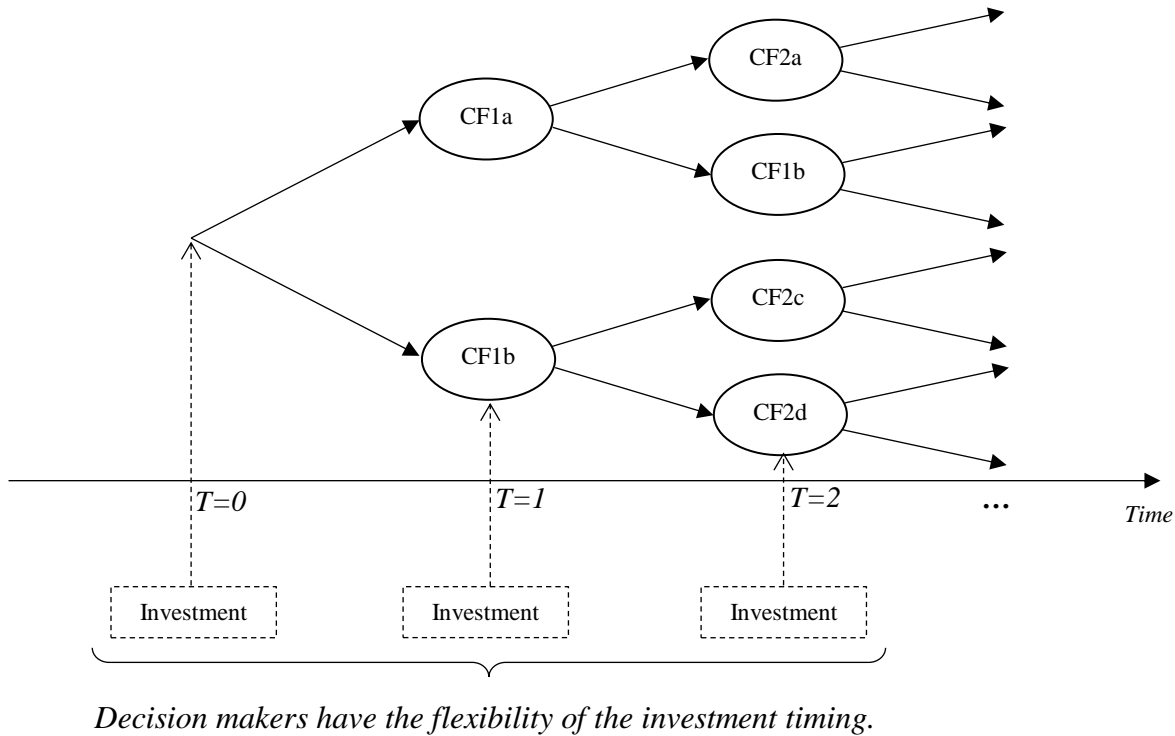 CF2a
CF1a
CF1b
CF2c
CF1b
CF2d
T=0
T=1
T=2
...
Time
Investment
Investment
Investment
Decision makers have the flexibility of the investment timing.